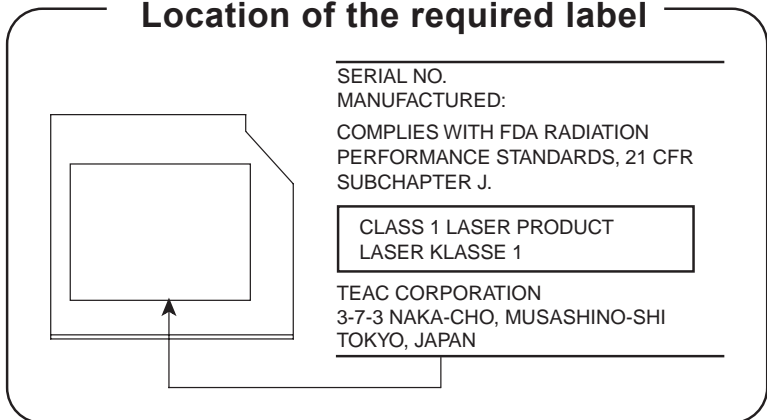 Location of the required label
SERIAL NO.
MANUFACTURED:
COMPLIES WITH FDA RADIATION
PERFORMANCE STANDARDS, 21 CFR
SUBCHAPTER J.
CLASS 1 LASER PRODUCT
LASER KLASSE 1
TEAC CORPORATION
3-7-3 NAKA-CHO, MUSASHINO-SHI
TOKYO, JAPAN